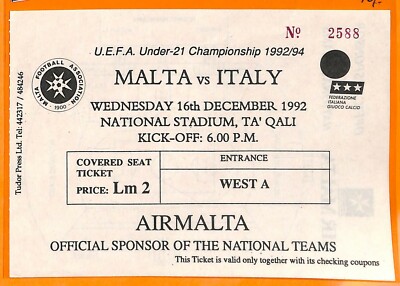 Nº 2588
U.E.F.A. Under-21 Championship 1992/94
MALTA FOOTBALL ASSOCIATION
1900
MALTA vs ITALY
WEDNESDAY 16th DECEMBER 1992
NATIONAL STADIUM, TA' QALI
KICK-OFF: 6.00 P.M.
FEDERAZIONE
ITALIANA
GIUOCO CALCIO
COVERED SEAT
TICKET
PRICE: Lm 2
ENTRANCE
WEST A
AIRMALTA
OFFICIAL SPONSOR OF THE NATIONAL TEAMS
This Ticket is valid only together with its checking coupons
Tudor Press Ltd. Tel: 442317 / 484246